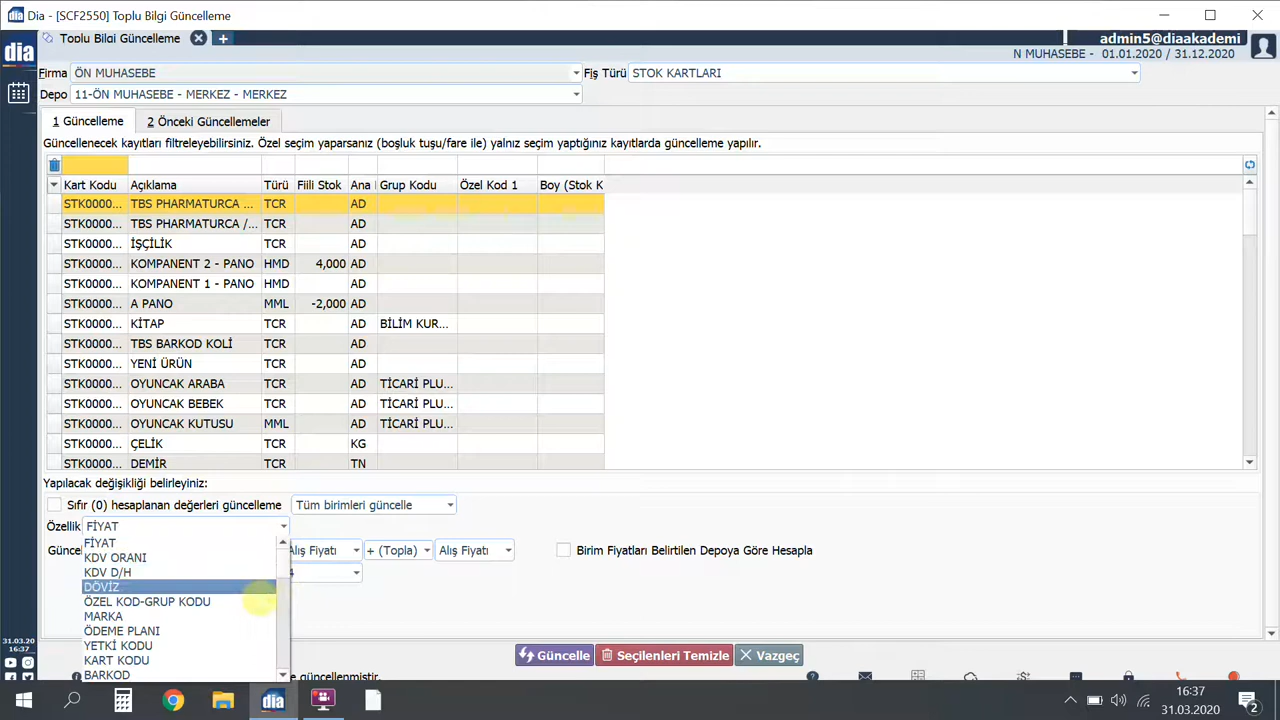 Dia - [SCF2550] Toplu Bilgi Güncelleme
dia
Toplu Bilgi Güncelleme
admin5@diaakademi
N MUHASEBE - 01.01.2020 / 31.12.2020
Firma ÖN MUHASEBE Fiş Türü STOK KARTLARI
Depo 11-ÖN MUHASEBE - MERKEZ - MERKEZ
1 Güncelleme 2 Önceki Güncellemeler
Güncellenecek kayıtları filtreleyebilirsiniz. Özel seçim yaparsanız (boşluk tuşu/fare ile) yalnız seçim yaptığınız kayıtlarda güncelleme yapılır.
Kart Kodu Açıklama Türü Fiili Stok Ana Grup Kodu Özel Kod 1 Boy (Stok K
STK0000... TBS PHARMATURCA ... TCR AD
STK0000... TBS PHARMATURCA /... TCR AD
STK0000... İŞÇİLİK TCR AD
STK0000... KOMPANENT 2 - PANO HMD 4,000 AD
STK0000... KOMPANENT 1 - PANO HMD AD
STK0000... A PANO MML -2,000 AD
STK0000... KİTAP TCR AD BİLİM KUR...
STK0000... TBS BARKOD KOLİ TCR AD
STK0000... YENİ ÜRÜN TCR AD
STK0000... OYUNCAK ARABA TCR AD TİCARİ PLU...
STK0000... OYUNCAK BEBEK TCR AD TİCARİ PLU...
STK0000... OYUNCAK KUTUSU MML AD TİCARİ PLU...
STK0000... ÇELİK TCR KG
STK0000... DEMİR TCR TN
Yapılacak değişikliği belirleyiniz:
Sıfır (0) hesaplanan değerleri güncelleme Tüm birimleri güncelle
Özellik FİYAT
FİYAT
Güncel Alış Fiyatı + (Topla) Alış Fiyatı Birim Fiyatları Belirtilen Depoya Göre Hesapla
KDV ORANI
KDV D/H 4
DÖVİZ
ÖZEL KOD-GRUP KODU
MARKA
ÖDEME PLANI
YETKİ KODU
KART KODU
BARKOD
Güncelle Seçilenleri Temizle Vazgeç
31.03.20
16:37
güncellenmiştir.
dia
16:37
31.03.2020
2